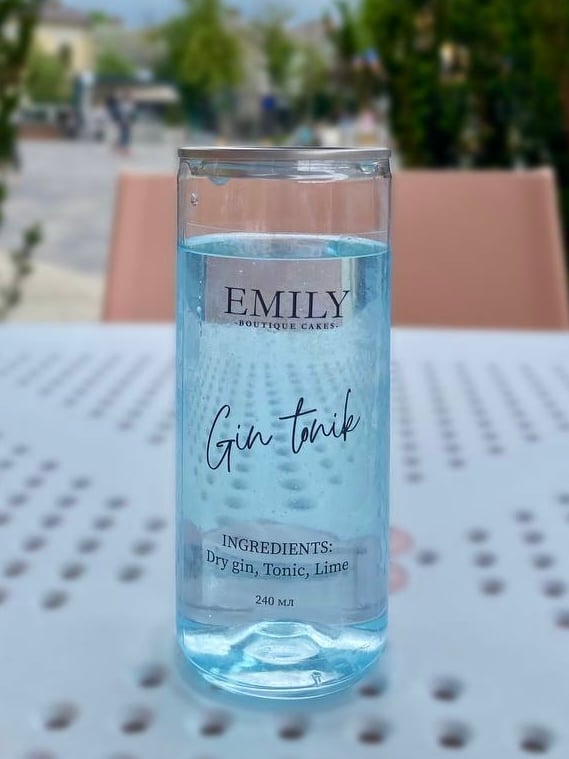 EMILY
·BOUTIQUE CAKES·
Gin tonik
INGREDIENTS:
Dry gin, Tonic, Lime
240 мл